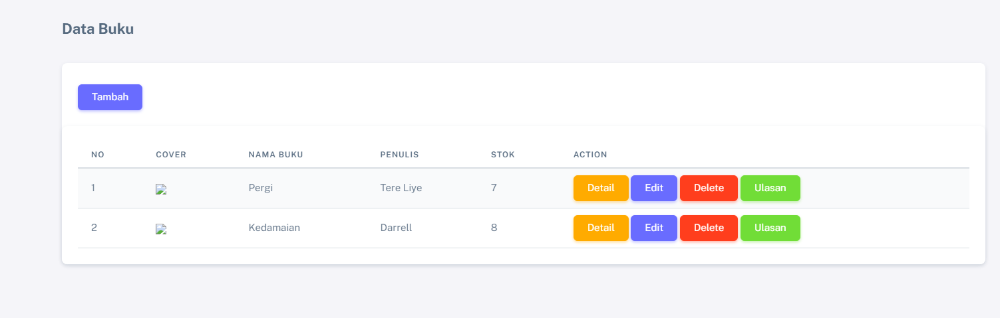 Data Buku
Tambah
NO COVER NAMA BUKU PENULIS STOK ACTION
1 Pergi Tere Liye 7 Detail Edit Delete Ulasan
2 Kedamaian Darrell 8 Detail Edit Delete Ulasan